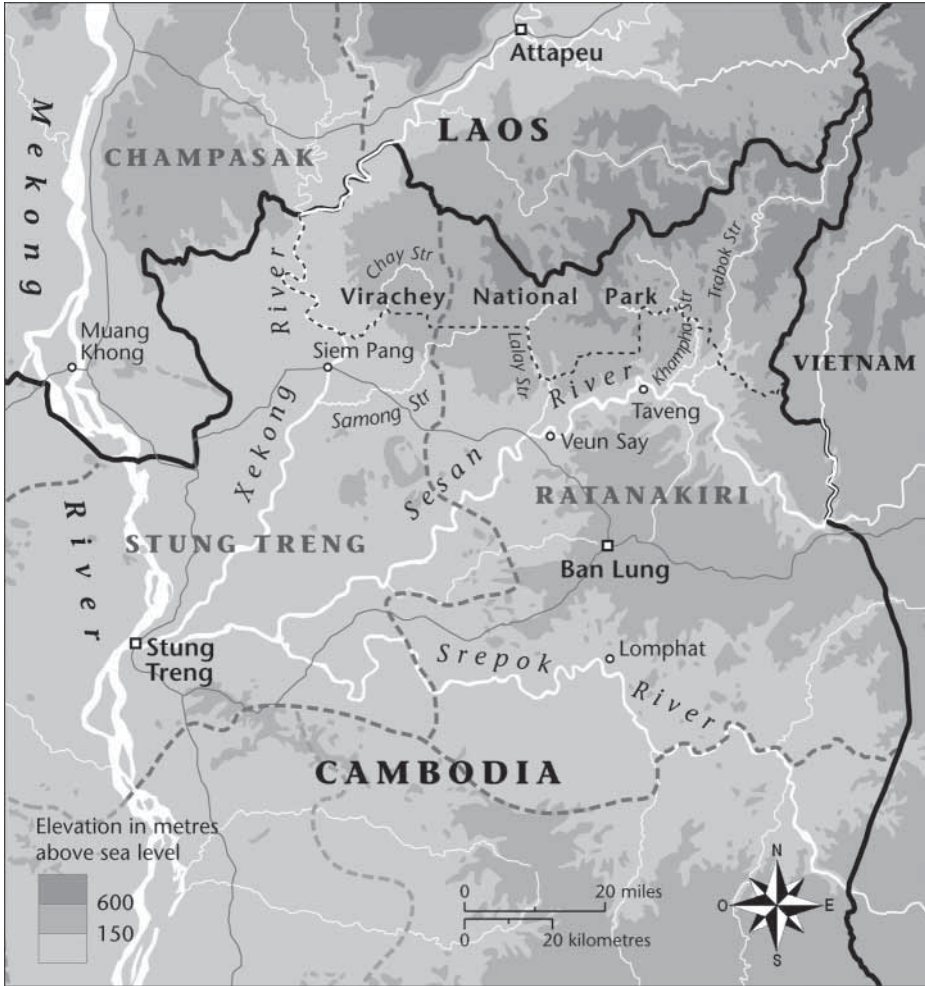 Attapeu
LAOS
CHAMPASAK
Mekong
River
River
Chay Str
Virachey National Park
Trabok Str
Khampha Str
Lalay Str
River
Muang
Khong
Siem Pang
VIETNAM
Samong Str
Taveng
Xekong
Veun Say
Sesan
RATANAKIRI
STUNG TRENG
Ban Lung
Stung
Treng
Srepok
Lomphat
River
CAMBODIA
Elevation in metres
above sea level
600
150
0 20 miles
0 20 kilometres
N
O E
S